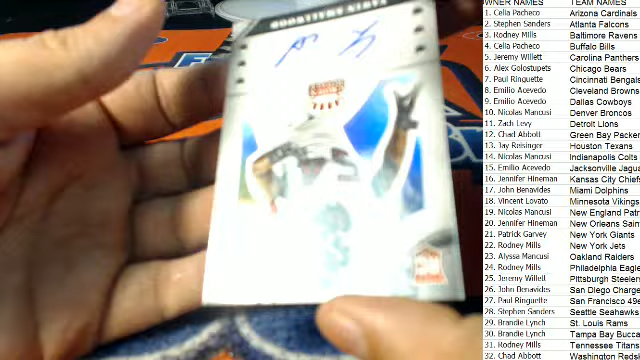 OWNER NAMES TEAM NAMES
1. Celia Pacheco Arizona Cardinals
2. Stephen Sanders Atlanta Falcons
3. Rodney Mills Baltimore Ravens
4. Celia Pacheco Buffalo Bills
5. Jeremy Willett Carolina Panthers
6. Alex Golostupets Chicago Bears
7. Paul Ringuette Cincinnati Bengals
8. Emilio Acevedo Cleveland Browns
9. Emilio Acevedo Dallas Cowboys
10. Nicolas Mancusi Denver Broncos
11. Zach Levy Detroit Lions
12. Chad Abbott Green Bay Packer
13. Jay Reisinger Houston Texans
14. Nicolas Mancusi Indianapolis Colts
15. Emilio Acevedo Jacksonville Jagua
16. Jennifer Hineman Kansas City Chiefs
17. John Benavides Miami Dolphins
18. Vincent Lovato Minnesota Vikings
19. Nicolas Mancusi New England Patr
20. Jennifer Hineman New Orleans Saint
21. Patrick Garvey New York Giants
22. Rodney Mills New York Jets
23. Alyssa Mancusi Oakland Raiders
24. Rodney Mills Philadelphia Eagle
25. Jeremy Willett Pittsburgh Steelers
26. John Benavides San Diego Charge
27. Paul Ringuette San Francisco 49e
28. Stephen Sanders Seattle Seahawks
29. Brandie Lynch St. Louis Rams
30. Brandie Lynch Tampa Bay Bucca
31. Rodney Mills Tennessee Titans
32. Chad Abbott Washington Reds